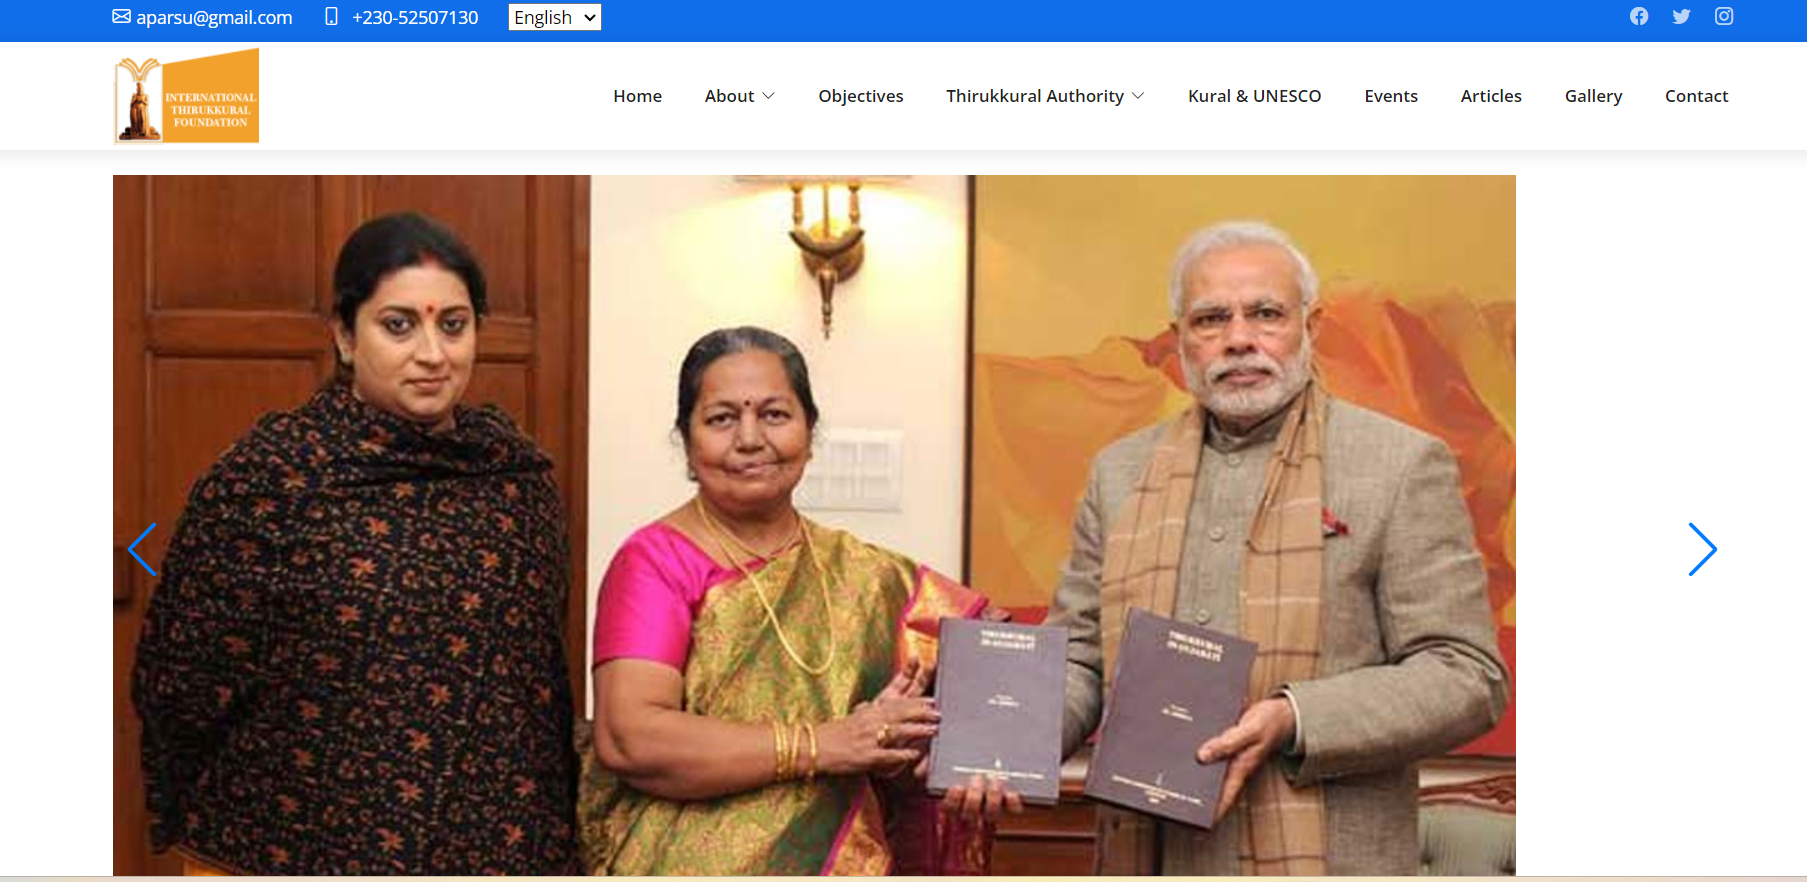 aparsu@gmail.com
+230-52507130
English
INTERNATIONAL
THIRUKKURAL
FOUNDATION
Home
About
Objectives
Thirukkural Authority
Kural & UNESCO
Events
Articles
Gallery
Contact
THIRUKKURAL
IN GUJARATI
THIRUKKURAL
IN GUJARATI